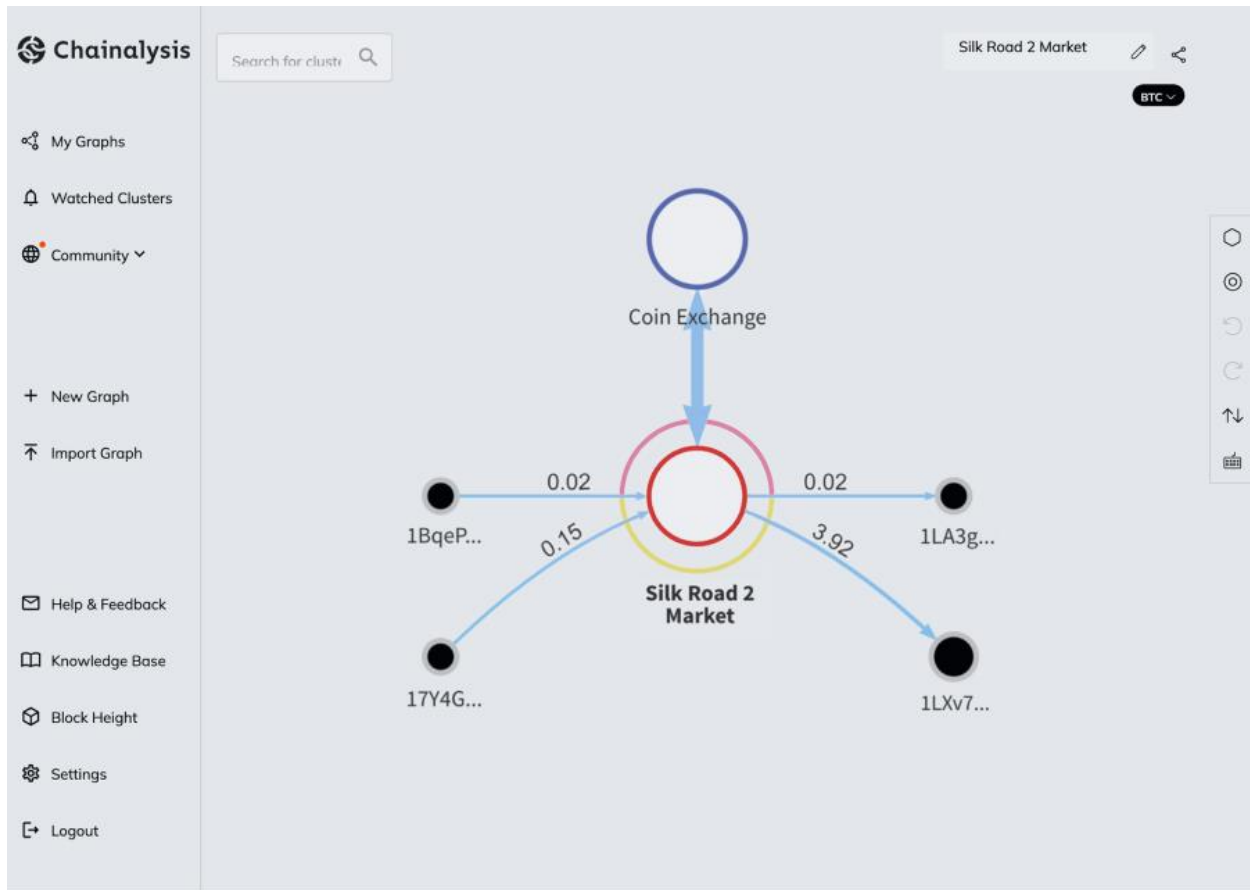 Chainalysis
Search for cluste
Silk Road 2 Market
BTC
My Graphs
Watched Clusters
Community
New Graph
Import Graph
Help & Feedback
Knowledge Base
Block Height
Settings
Logout
Coin Exchange
0.02
0.02
1BqeP...
0.15
3.92
1LA3g...
Silk Road 2
Market
17Y4G...
1LXv7...